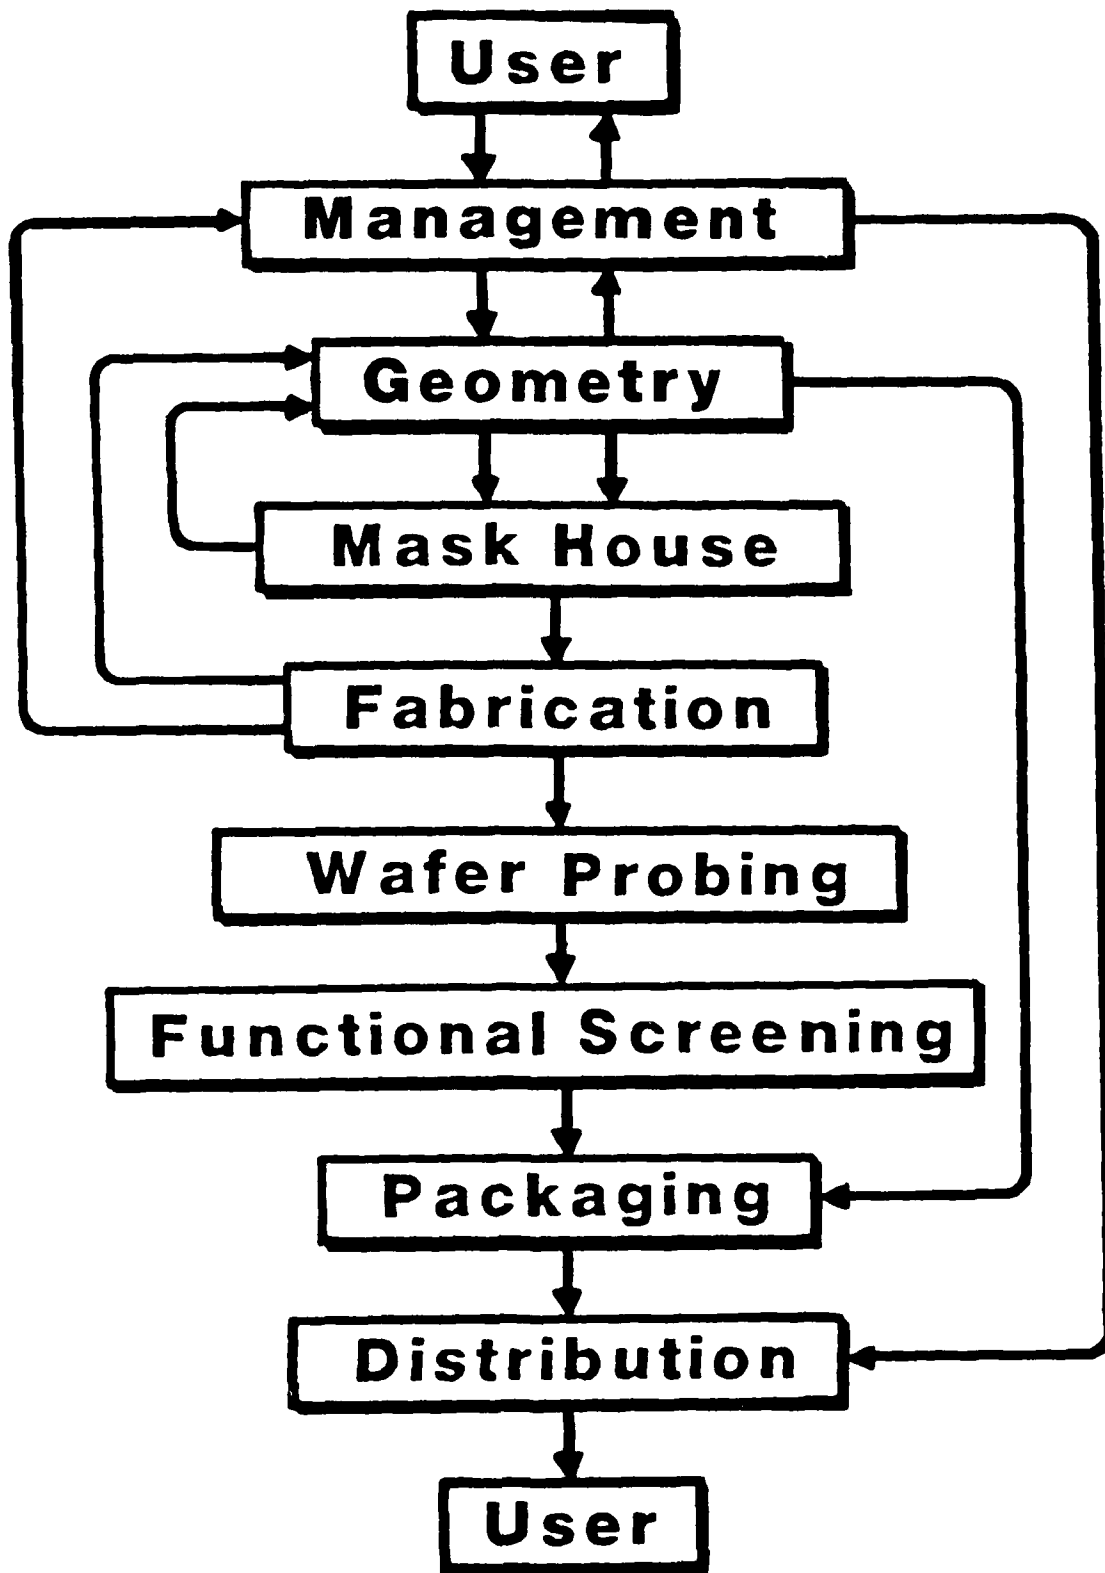 User
Management
Geometry
Mask House
Fabrication
Wafer Probing
Functional Screening
Packaging
Distribution
User